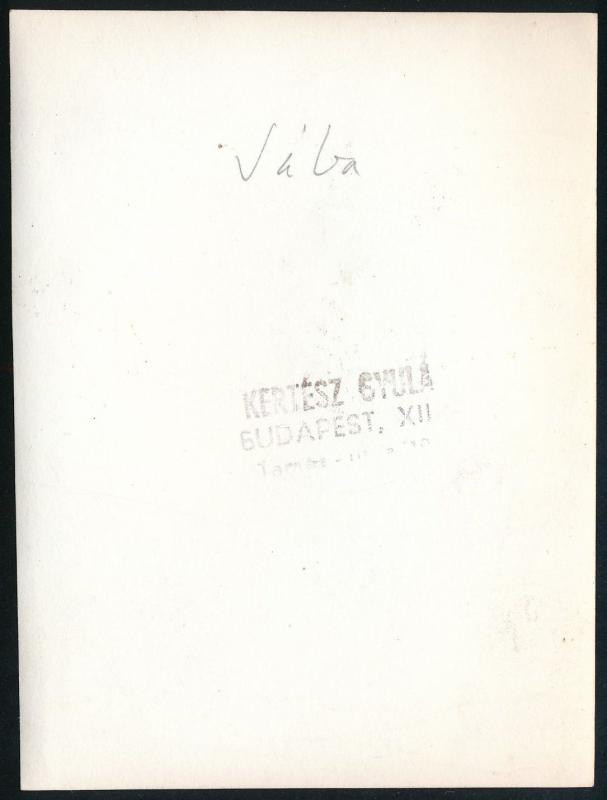 Sába
KERTÉSZ GYULA
BUDAPEST, XII